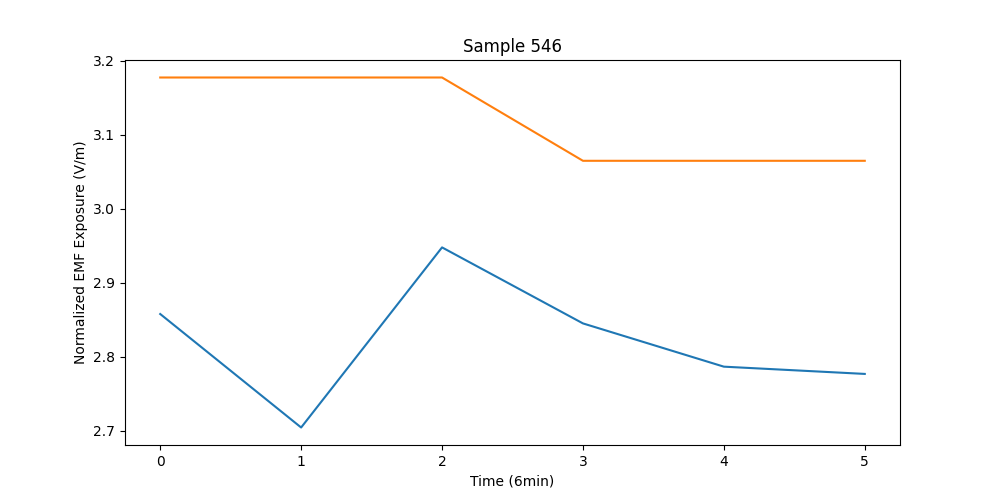 Sample 546
Normalized EMF Exposure (V/m)
3.2
3.1
3.0
2.9
2.8
2.7
0 1 2 3 4 5
Time (6min)